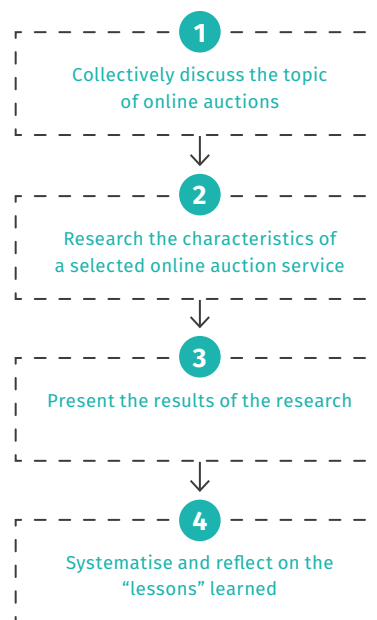 1
Collectively discuss the topic
of online auctions
2
Research the characteristics of
a selected online auction service
3
Present the results of the research
4
Systematise and reflect on the
“lessons” learned